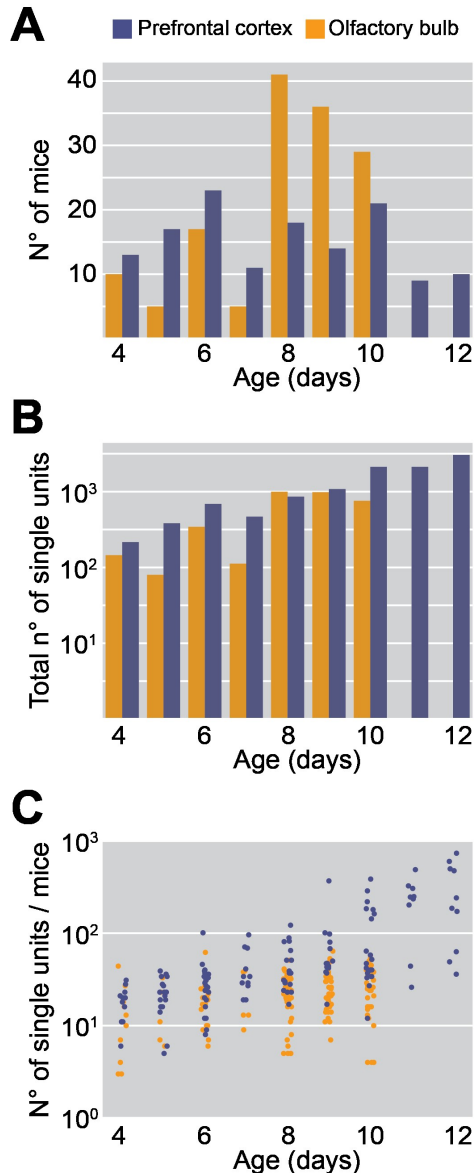 A
Prefrontal cortex Olfactory bulb
40
30
20
10
N° of mice
4 6 8 10 12
Age (days)
B
10³
10²
10¹
Total n° of single units
4 6 8 10 12
Age (days)
C
10³
10²
10¹
10⁰
N° of single units / mice
4 6 8 10 12
Age (days)